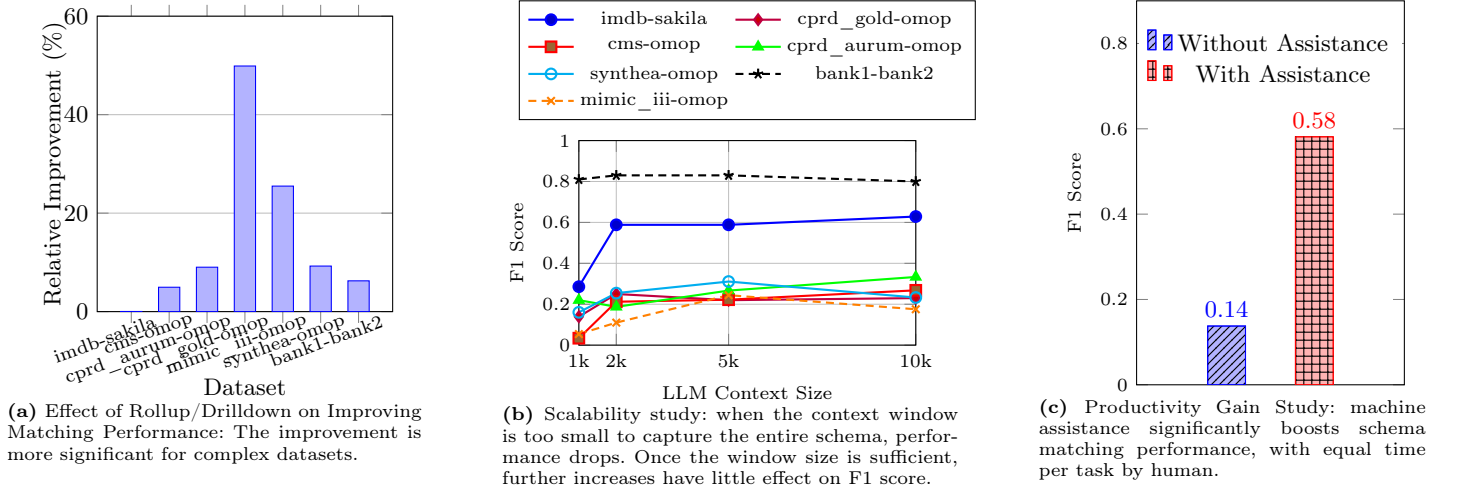 60
40
20
0
Relative Improvement (%)
imdb-sakila
cms-omop
cprd_aurum-omop
cprd_gold-omop
mimic_iii-omop
synthea-omop
bank1-bank2
Dataset
(a) Effect of Rollup/Drilldown on Improving
Matching Performance: The improvement is
more significant for complex datasets.
imdb-sakila
cprd_gold-omop
cms-omop
cprd_aurum-omop
synthea-omop
bank1-bank2
mimic_iii-omop
1
0.8
0.6
0.4
0.2
0
F1 Score
1k 2k 5k 10k
LLM Context Size
(b) Scalability study: when the context window
is too small to capture the entire schema, perfor-
mance drops. Once the window size is sufficient,
further increases have little effect on F1 score.
0.8
0.6
0.4
0.2
0
F1 Score
Without Assistance
With Assistance
0.58
0.14
(c) Productivity Gain Study: machine
assistance significantly boosts schema
matching performance, with equal time
per task by human.